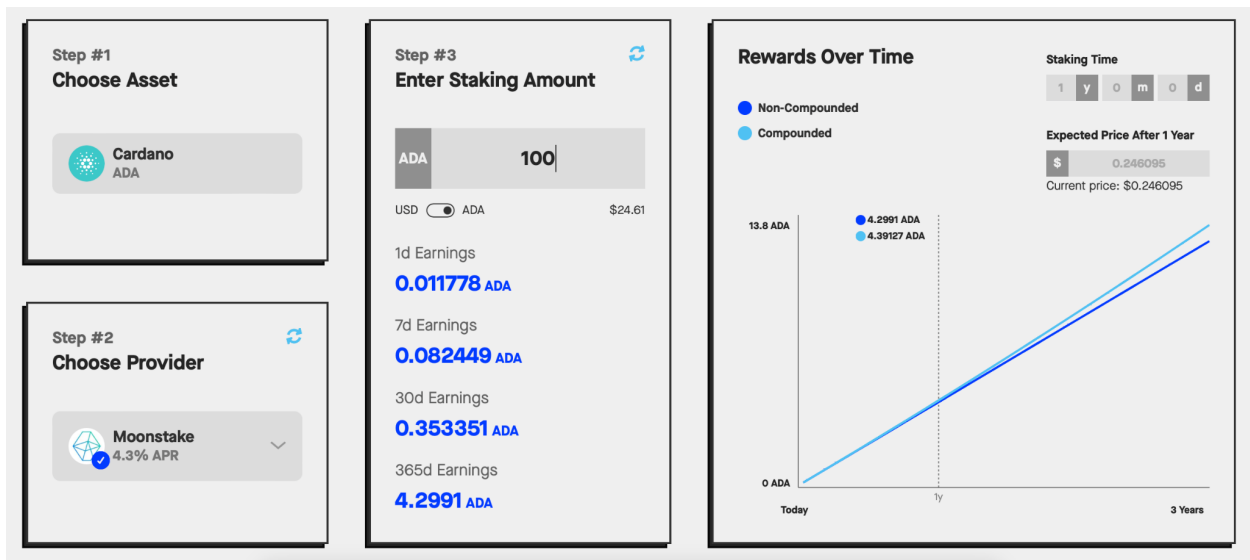 Step #1
Choose Asset
Cardano
ADA
Step #2
Choose Provider
Moonstake
4.3% APR
Step #3
Enter Staking Amount
ADA 100
USD ADA $24.61
1d Earnings
0.011778 ADA
7d Earnings
0.082449 ADA
30d Earnings
0.353351 ADA
365d Earnings
4.2991 ADA
Rewards Over Time
Non-Compounded
Compounded
Staking Time
1 y 0 m 0 d
Expected Price After 1 Year
$ 0.246095
Current price: $0.246095
13.8 ADA
4.2991 ADA
4.39127 ADA
0 ADA
1y
Today 3 Years